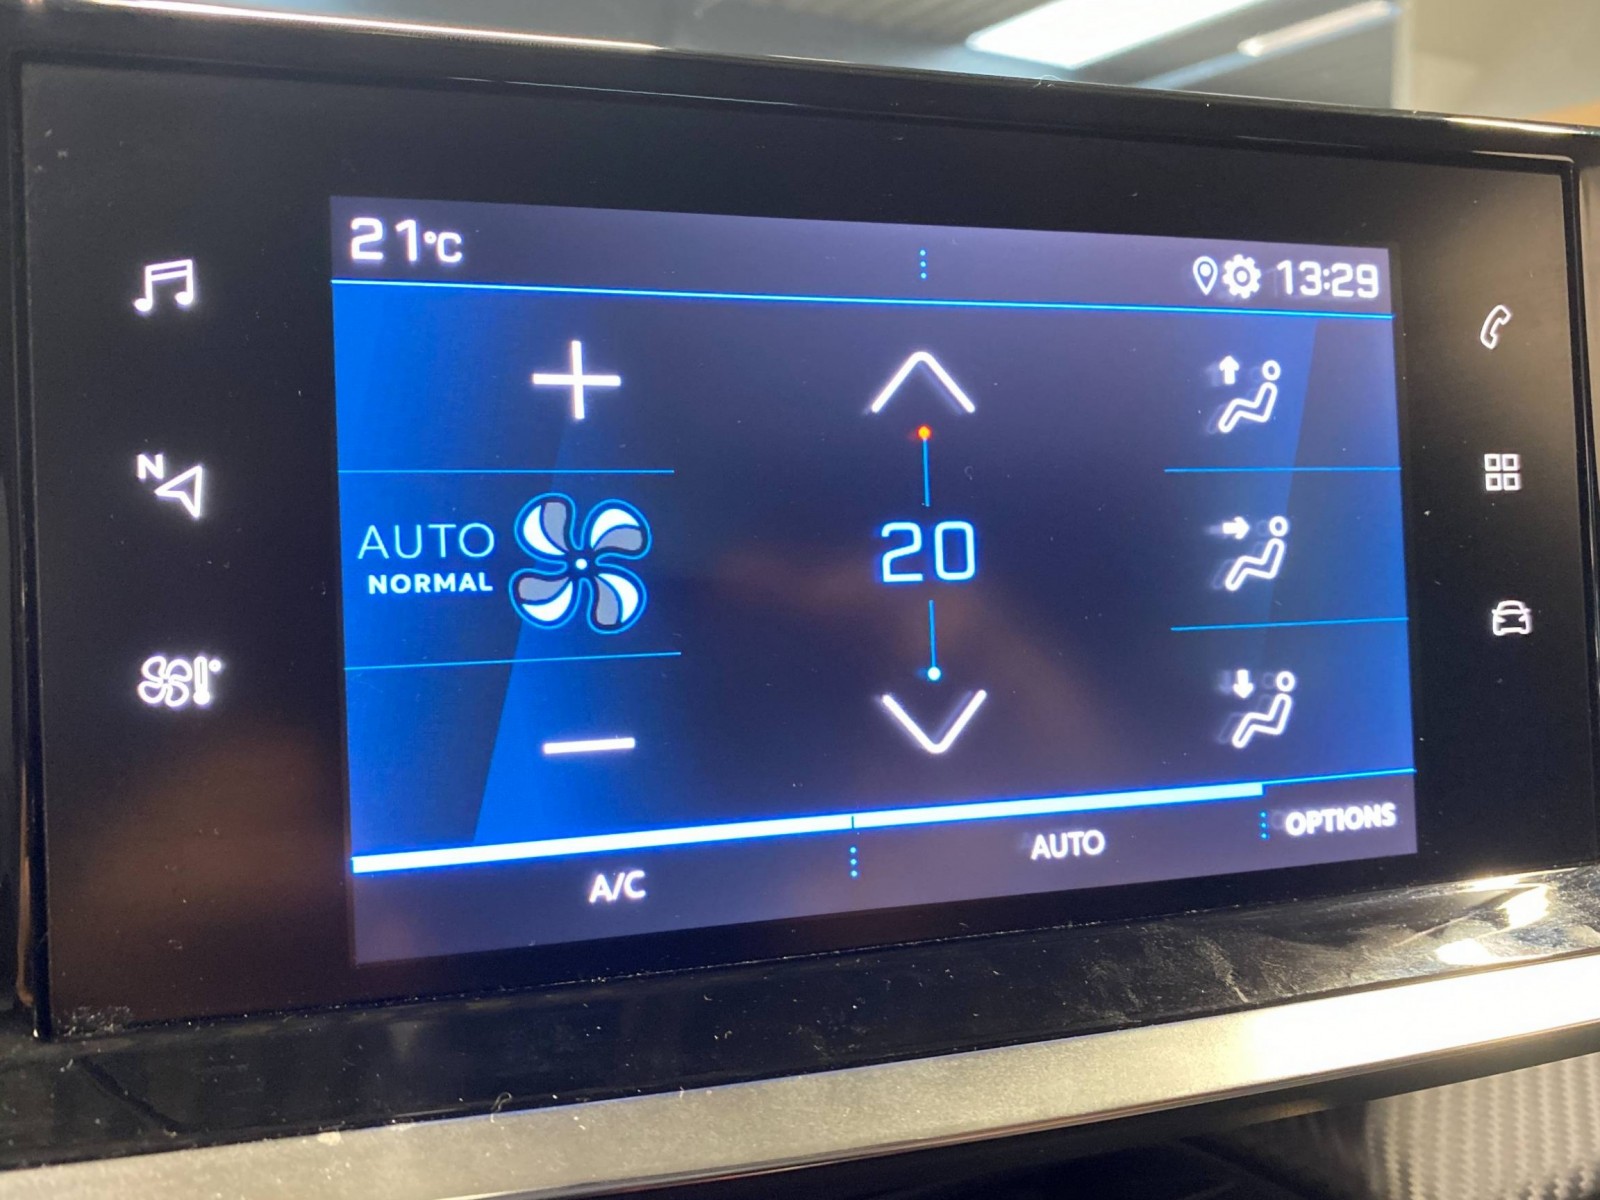 21°C
13:29
N
AUTO
NORMAL
20
A/C
AUTO
OPTIONS